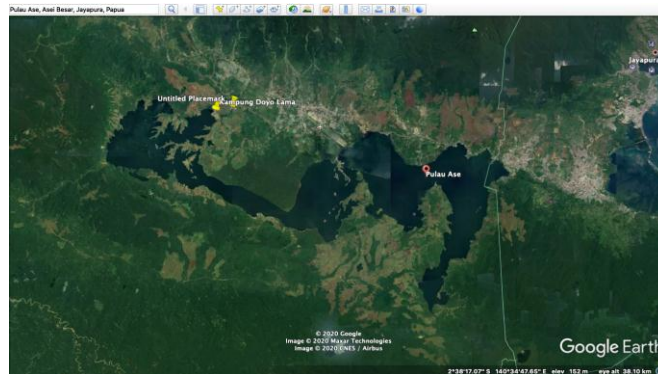 Pulau Ase, Asei Besar, Jayapura, Papua
Jayapura
Untitled Placemark
Kampung Doyo Lama
Pulau Ase
© 2020 Google
Image © 2020 Maxar Technologies
Image © 2020 CNES / Airbus
Google Earth
2°38'17.07" S 140°34'47.65" E elev 152 m eye alt 38.10 km